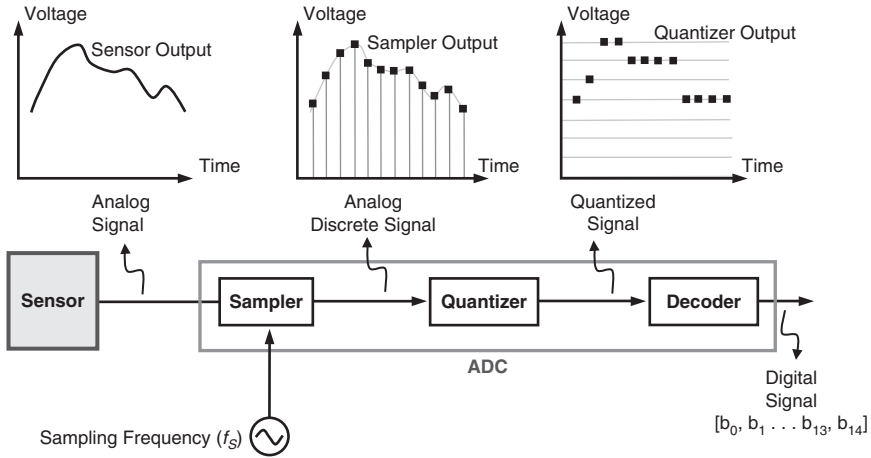 Voltage
Sensor Output
Time
Voltage
Sampler Output
Time
Voltage
Quantizer Output
Time
Analog
Signal
Analog
Discrete Signal
Quantized
Signal
Sensor
Sampler
Quantizer
Decoder
ADC
Sampling Frequency (fS)
Digital
Signal
[b0, b1 . . . b13, b14]